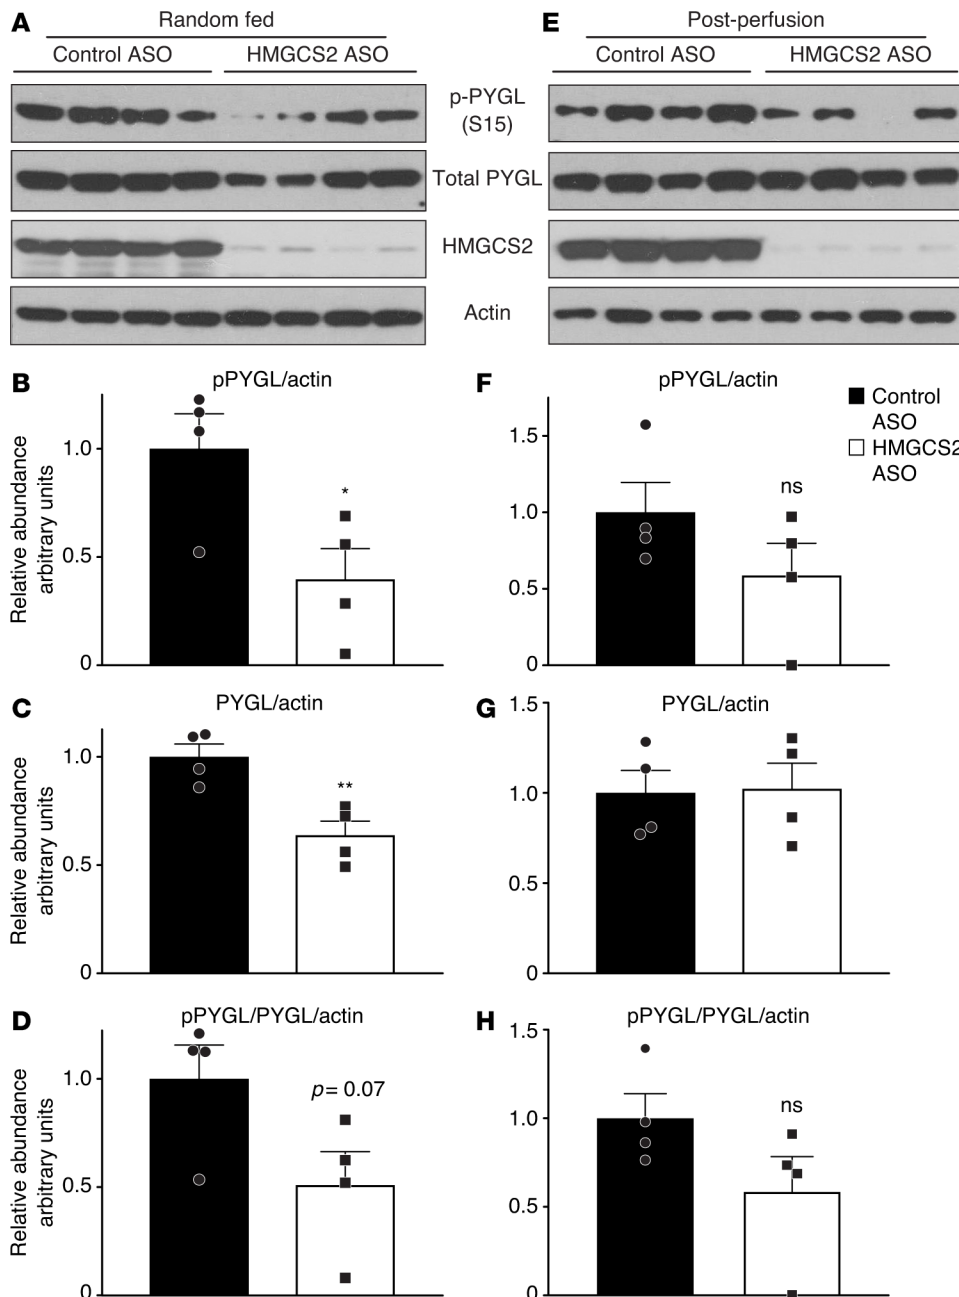 A
Random fed
Control ASO
HMGCS2 ASO
E
Post-perfusion
Control ASO
HMGCS2 ASO
p-PYGL
(S15)
Total PYGL
HMGCS2
Actin
B
pPYGL/actin
Relative abundance
arbitrary units
1.0
0.5
0
*
F
pPYGL/actin
1.5
1.0
0.5
0
ns
Control
ASO
HMGCS2
ASO
C
PYGL/actin
Relative abundance
arbitrary units
1.0
0.5
0
**
G
PYGL/actin
1.5
1.0
0.5
0
D
pPYGL/PYGL/actin
Relative abundance
arbitrary units
1.0
0.5
0
p= 0.07
H
pPYGL/PYGL/actin
1.5
1.0
0.5
0
ns